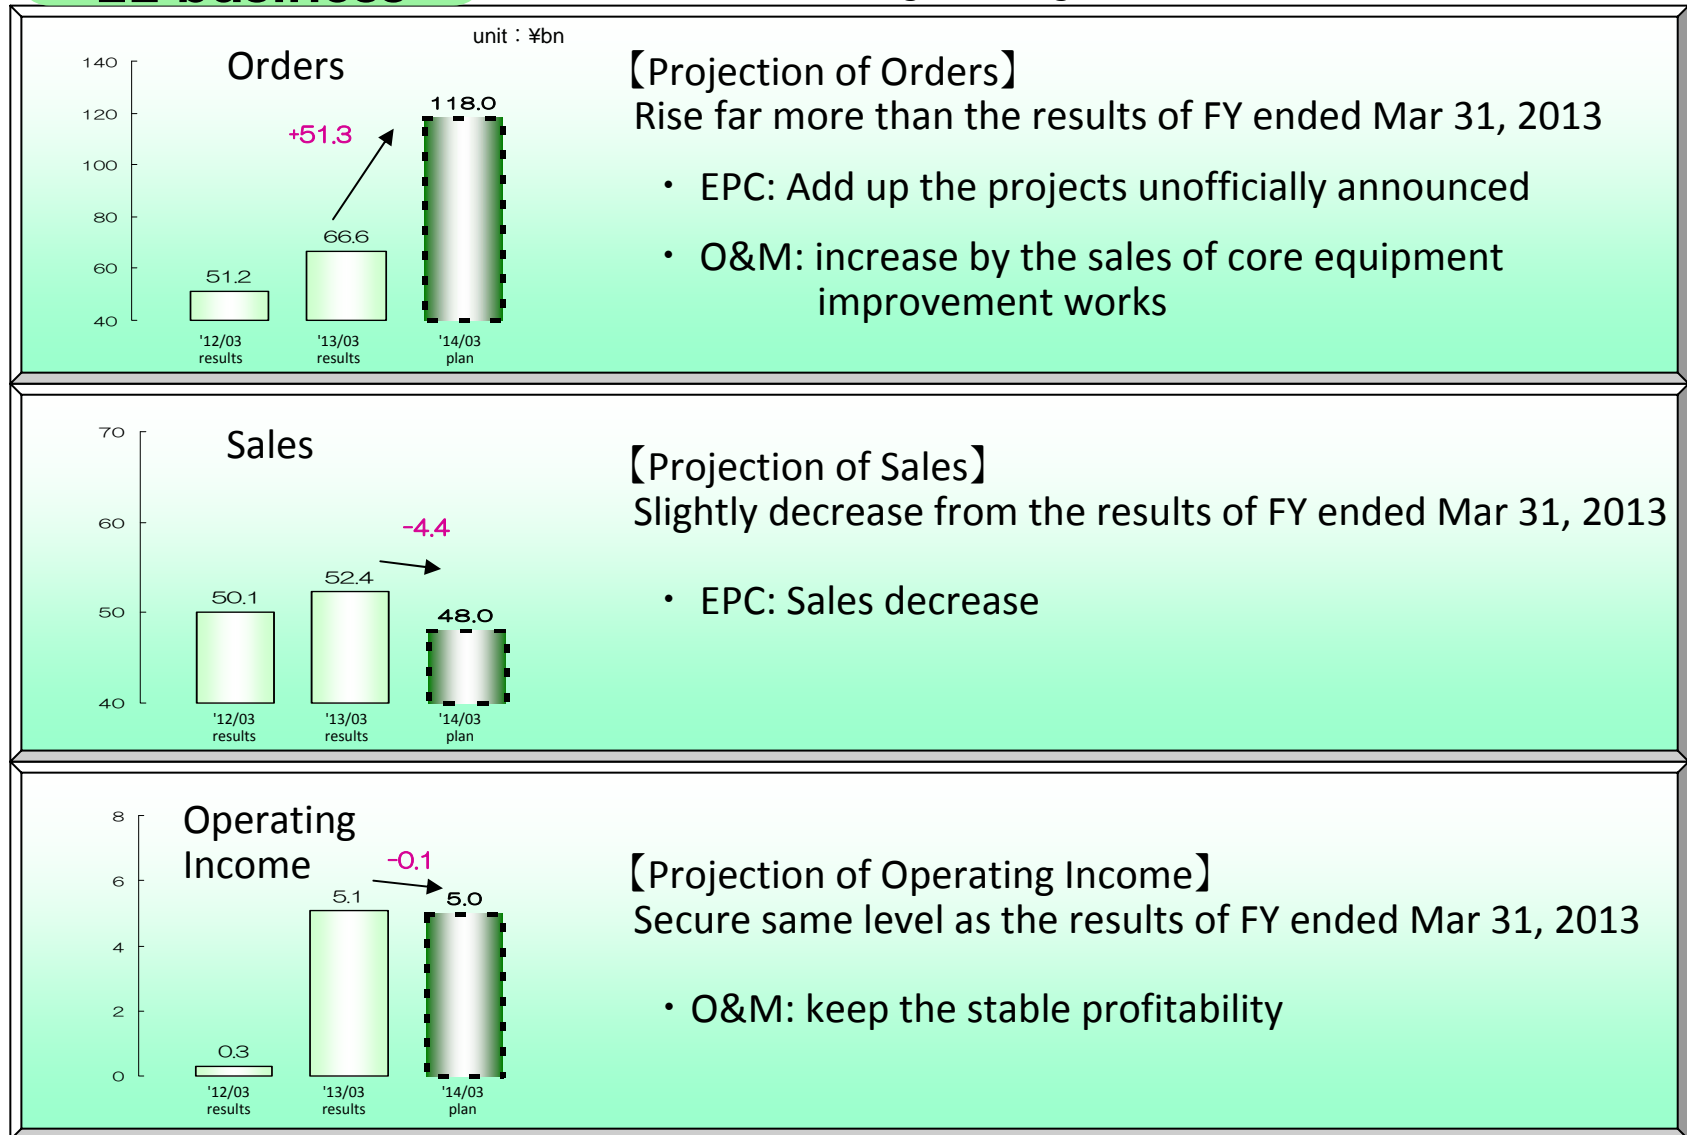 business
unit：¥bn
Orders
140
120
100
80
60
40
+51.3
51.2
66.6
118.0
'12/03
results
'13/03
results
'14/03
plan
【Projection of Orders】
Rise far more than the results of FY ended Mar 31, 2013
・ EPC: Add up the projects unofficially announced
・ O&M: increase by the sales of core equipment
improvement works
Sales
70
60
50
40
-4.4
50.1
52.4
48.0
'12/03
results
'13/03
results
'14/03
plan
【Projection of Sales】
Slightly decrease from the results of FY ended Mar 31, 2013
・ EPC: Sales decrease
Operating
Income
8
6
4
2
0
-0.1
0.3
5.1
5.0
'12/03
results
'13/03
results
'14/03
plan
【Projection of Operating Income】
Secure same level as the results of FY ended Mar 31, 2013
・O&M: keep the stable profitability